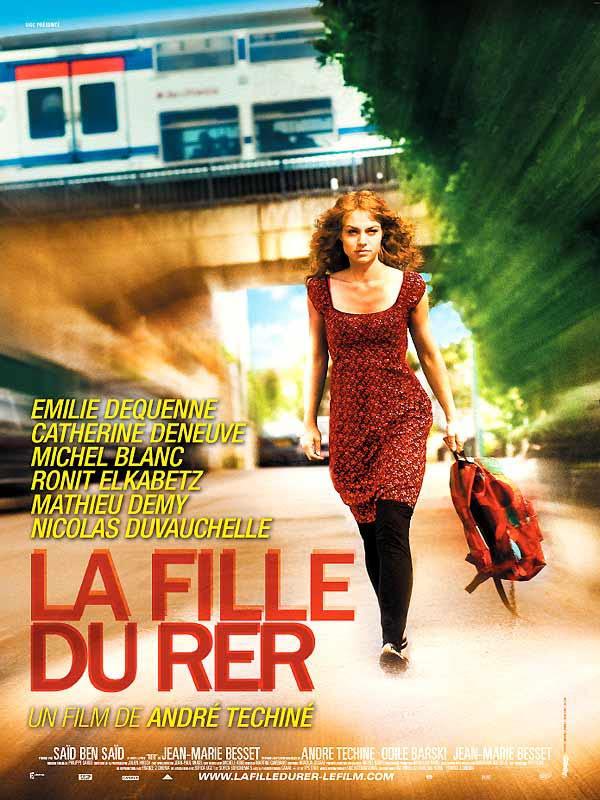 UGC PRÉSENTE
EMILIE DEQUENNE
CATHERINE DENEUVE
MICHEL BLANC
RONIT ELKABETZ
MATHIEU DEMY
NICOLAS DUVAUCHELLE
LA FILLE
DU RER
UN FILM DE ANDRÉ TECHINÉ
SAÏD BEN SAÏD JEAN-MARIE BESSET ANDRE TECHINE ODILE BARSKI JEAN-MARIE BESSET
WWW.LAFILLEDURER-LEFILM.COM